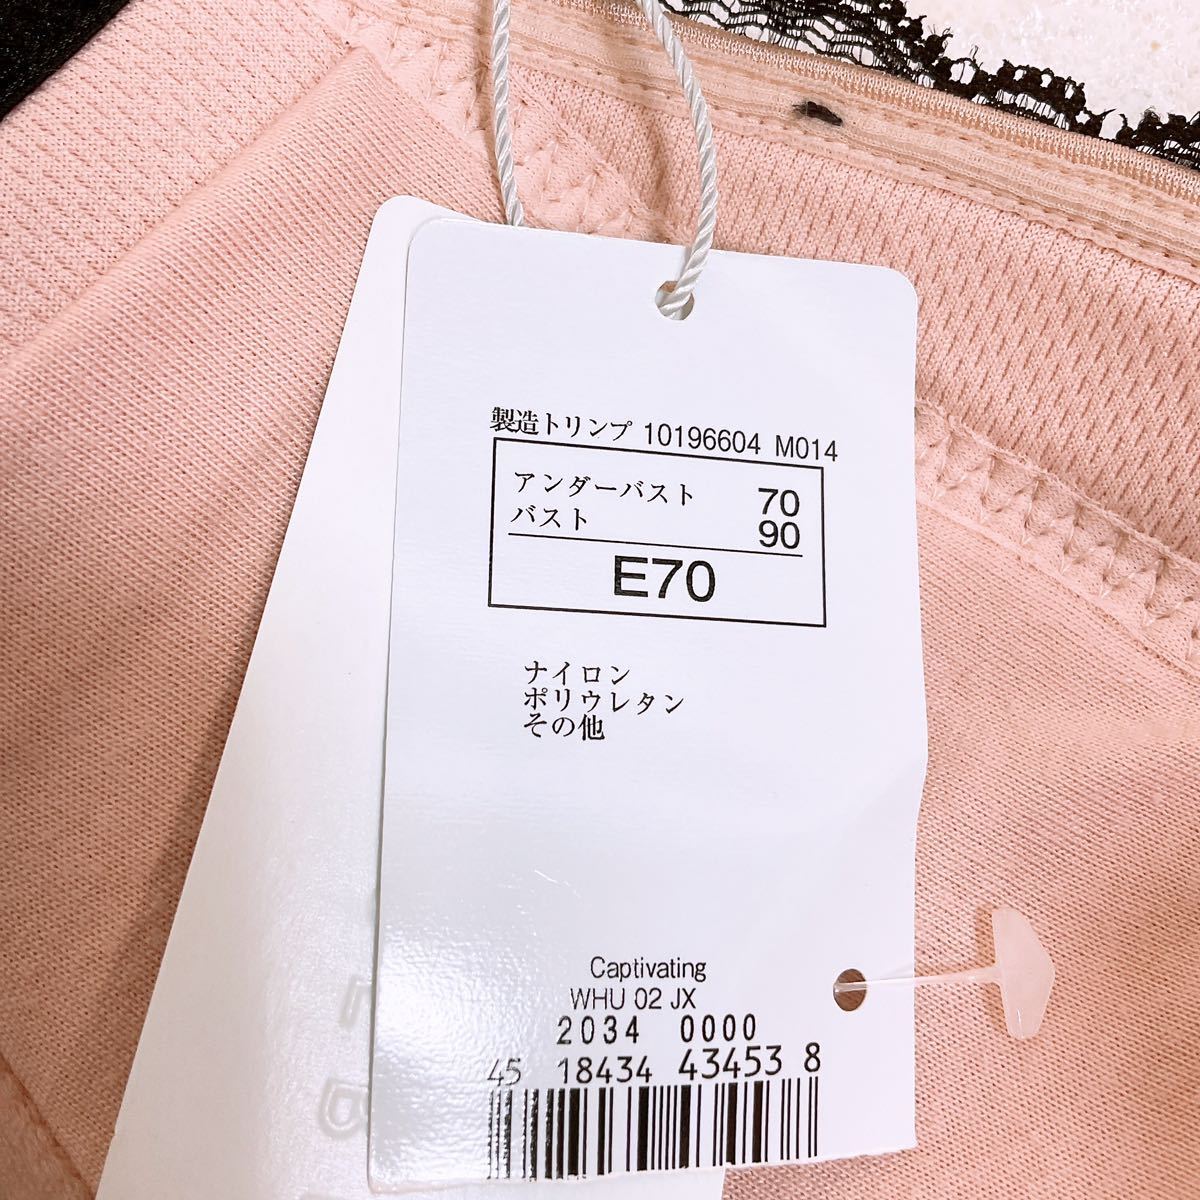 製造トリンプ 10196604 M014
アンダーバスト 70
バスト 90
E70
ナイロン
ポリウレタン
その他
Captivating
WHU 02 JX
2034 0000
45 18434 43453 8